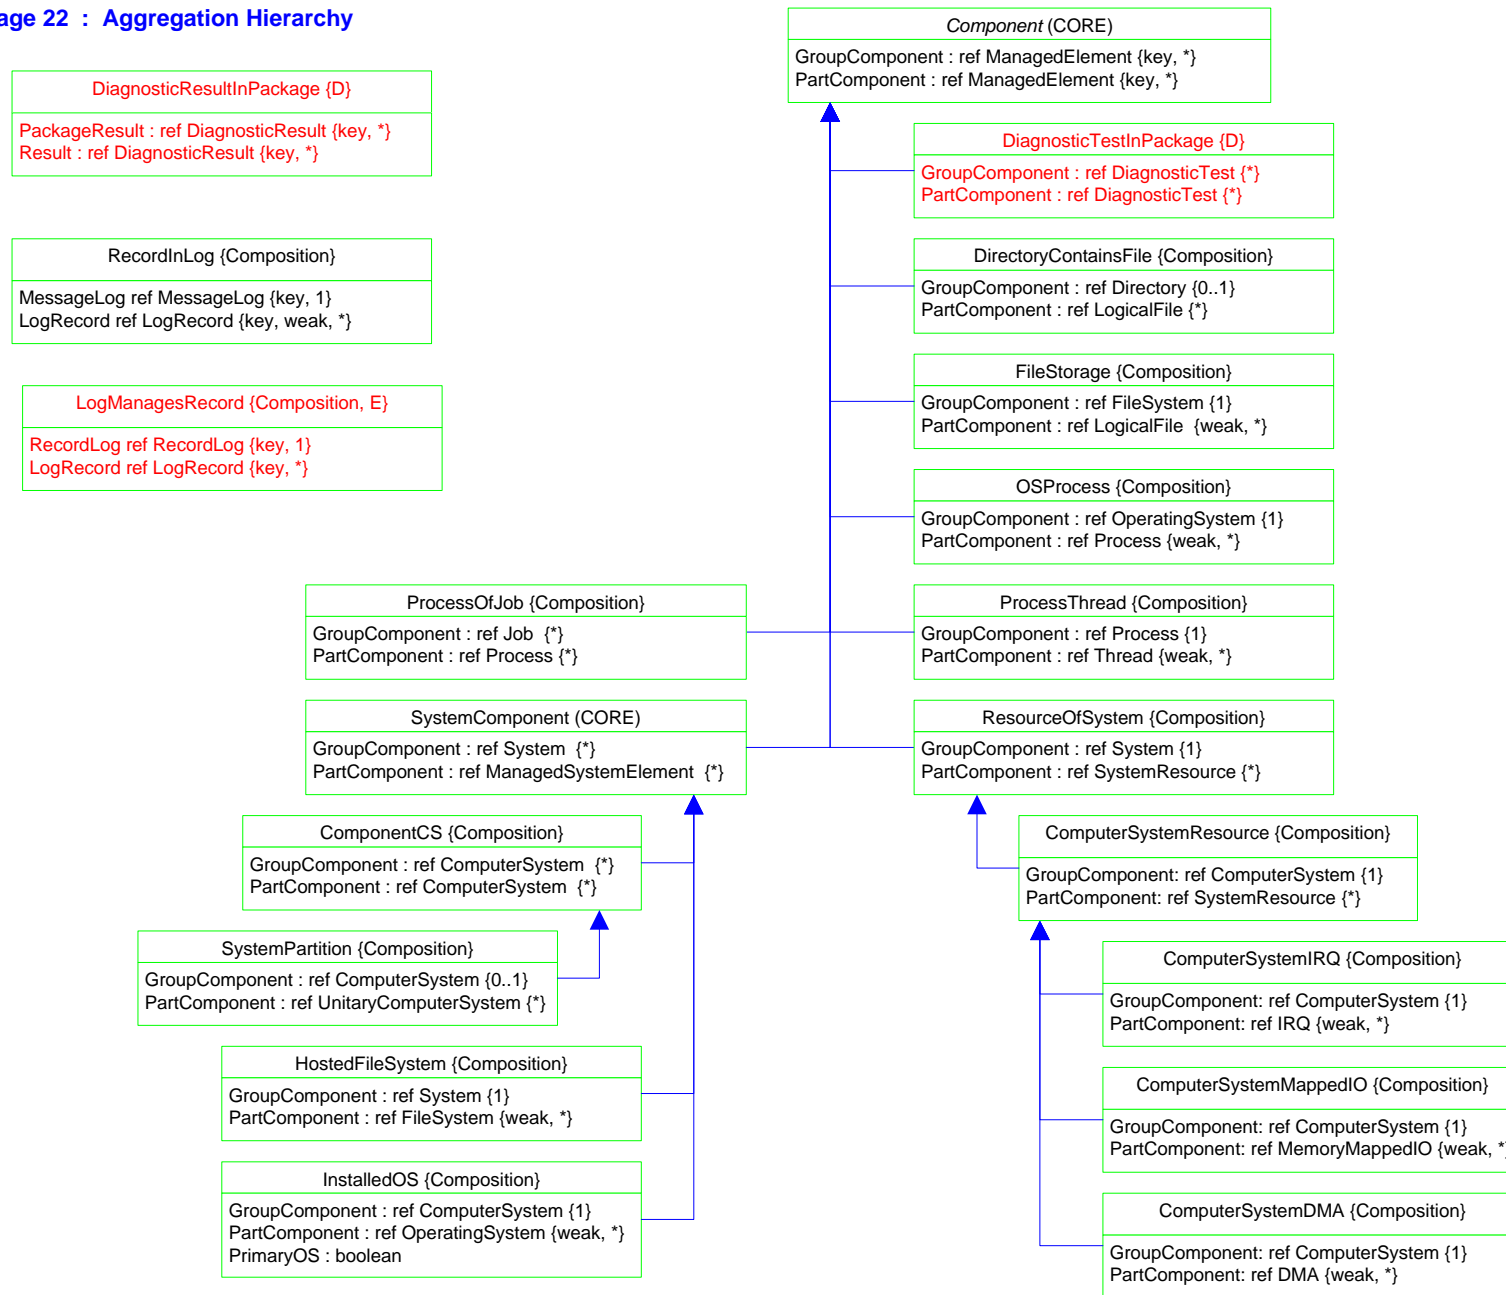 age 22 : Aggregation Hierarchy
Component (CORE)
GroupComponent : ref ManagedElement {key, *}
PartComponent : ref ManagedElement {key, *}
DiagnosticResultInPackage {D}
PackageResult : ref DiagnosticResult {key, *}
Result : ref DiagnosticResult {key, *}
DiagnosticTestInPackage {D}
GroupComponent : ref DiagnosticTest {*}
PartComponent : ref DiagnosticTest {*}
RecordInLog {Composition}
MessageLog ref MessageLog {key, 1}
LogRecord ref LogRecord {key, weak, *}
DirectoryContainsFile {Composition}
GroupComponent : ref Directory {0..1}
PartComponent : ref LogicalFile {*}
FileStorage {Composition}
GroupComponent : ref FileSystem {1}
PartComponent : ref LogicalFile {weak, *}
LogManagesRecord {Composition, E}
RecordLog ref RecordLog {key, 1}
LogRecord ref LogRecord {key, *}
OSProcess {Composition}
GroupComponent : ref OperatingSystem {1}
PartComponent : ref Process {weak, *}
ProcessOfJob {Composition}
GroupComponent : ref Job {*}
PartComponent : ref Process {*}
ProcessThread {Composition}
GroupComponent : ref Process {1}
PartComponent : ref Thread {weak, *}
SystemComponent (CORE)
GroupComponent : ref System {*}
PartComponent : ref ManagedSystemElement {*}
ResourceOfSystem {Composition}
GroupComponent : ref System {1}
PartComponent : ref SystemResource {*}
ComponentCS {Composition}
GroupComponent : ref ComputerSystem {*}
PartComponent : ref ComputerSystem {*}
ComputerSystemResource {Composition}
GroupComponent: ref ComputerSystem {1}
PartComponent: ref SystemResource {*}
SystemPartition {Composition}
GroupComponent : ref ComputerSystem {0..1}
PartComponent : ref UnitaryComputerSystem {*}
ComputerSystemIRQ {Composition}
GroupComponent: ref ComputerSystem {1}
PartComponent: ref IRQ {weak, *}
HostedFileSystem {Composition}
GroupComponent : ref System {1}
PartComponent : ref FileSystem {weak, *}
ComputerSystemMappedIO {Composition}
GroupComponent: ref ComputerSystem {1}
PartComponent: ref MemoryMappedIO {weak, *}
InstalledOS {Composition}
GroupComponent : ref ComputerSystem {1}
PartComponent : ref OperatingSystem {weak, *}
PrimaryOS : boolean
ComputerSystemDMA {Composition}
GroupComponent: ref ComputerSystem {1}
PartComponent: ref DMA {weak, *}